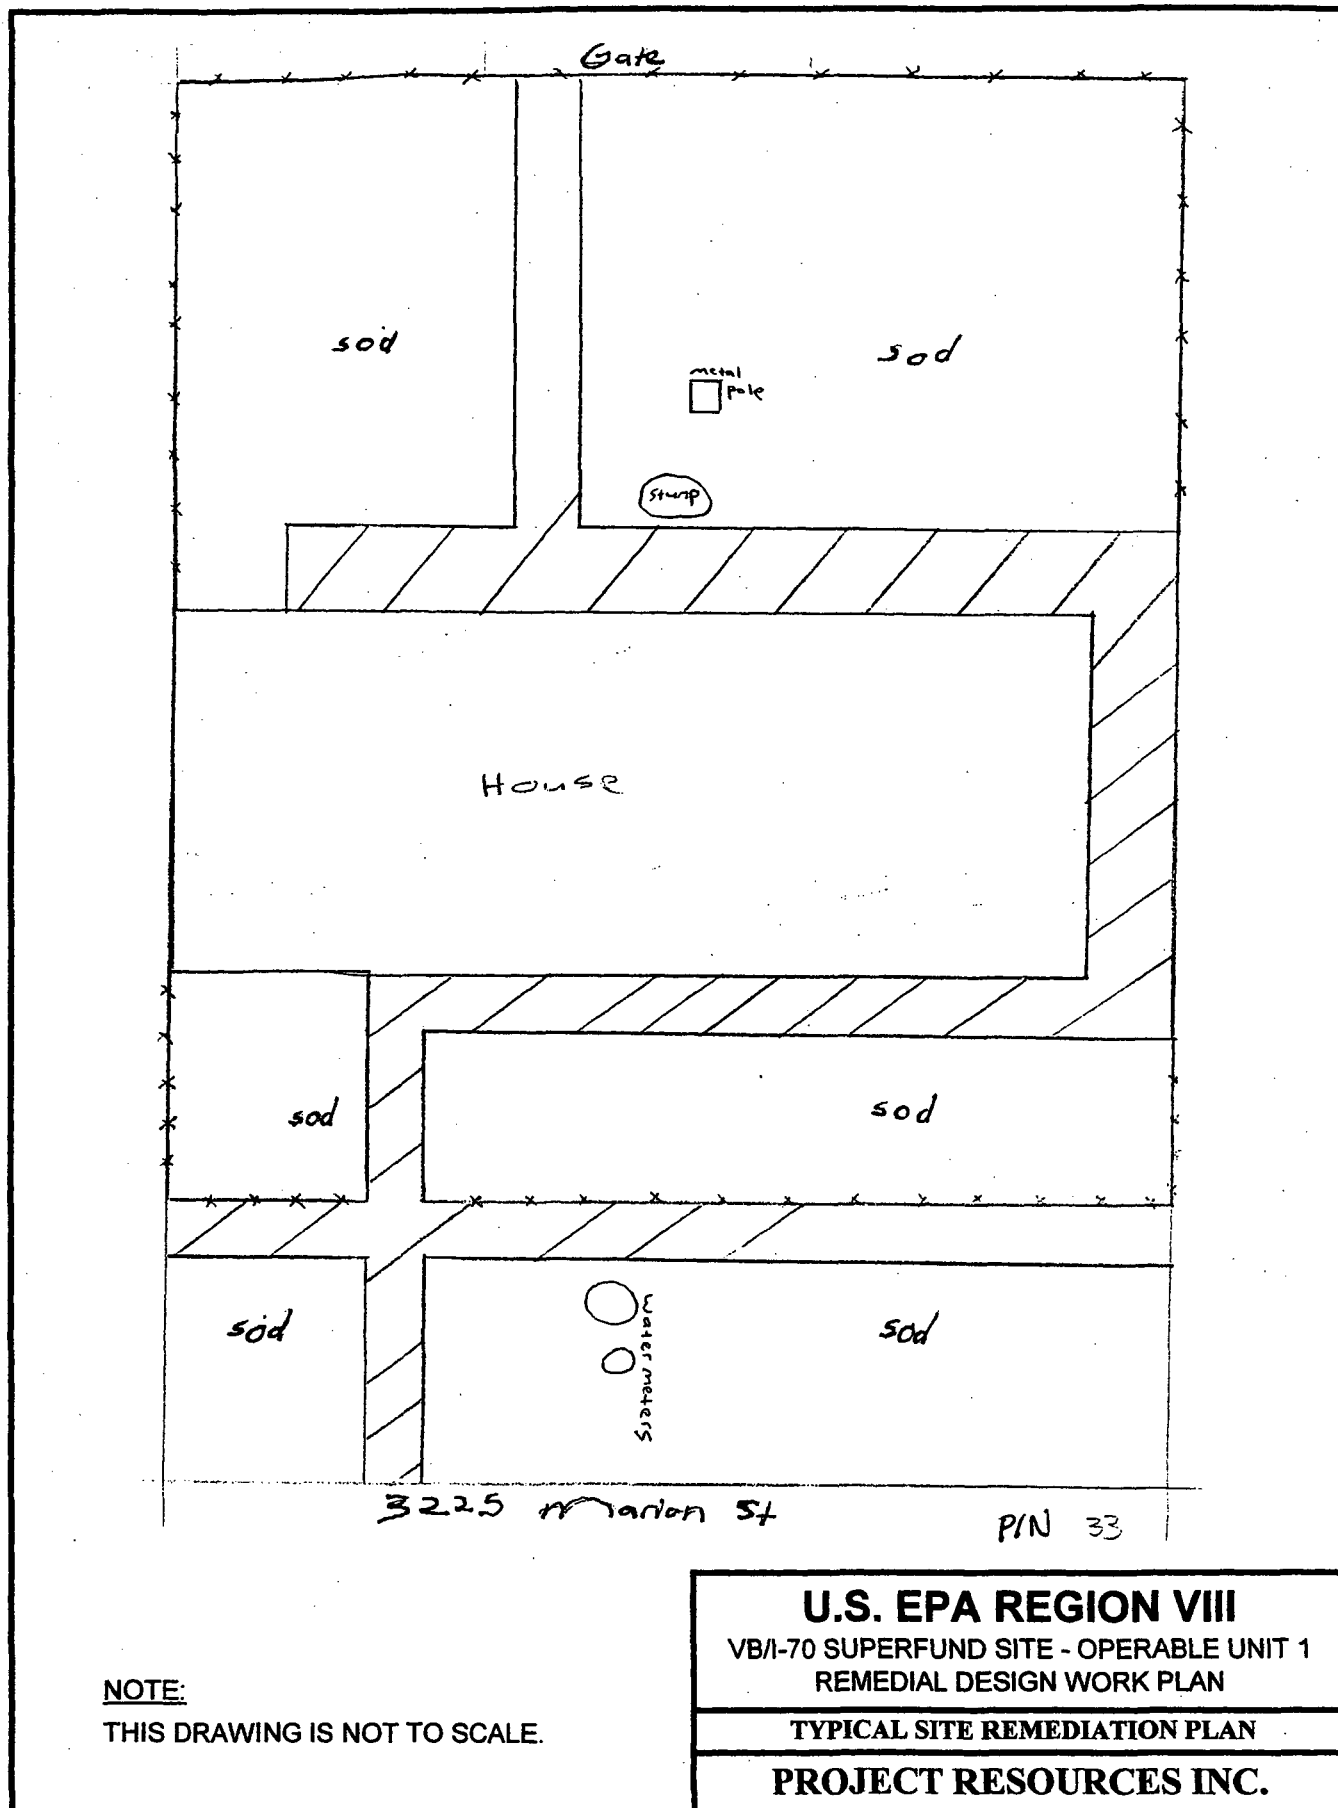 Gate
sod
sod
metal
pole
stump
House
sod
sod
sod
sod
water meters
3225 Marion St
PIN 33
U.S. EPA REGION VIII
VB/I-70 SUPERFUND SITE - OPERABLE UNIT 1
REMEDIAL DESIGN WORK PLAN
NOTE:
THIS DRAWING IS NOT TO SCALE.
TYPICAL SITE REMEDIATION PLAN
PROJECT RESOURCES INC.